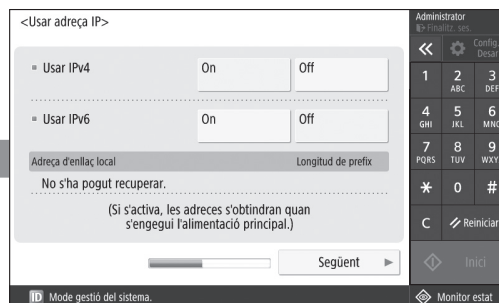 <Usar adreça IP>
Usar IPv4
On
Off
Usar IPv6
On
Off
Adreça d'enllaç local
Longitud de prefix
No s'ha pogut recuperar.
(Si s'activa, les adreces s'obtindran quan
s'engegui l'alimentació principal.)
Següent
ID Mode gestió del sistema.
Administrator
Finalitz. ses.
Config.
Desar
1
2 ABC
3 DEF
4 GHI
5 JKL
6 MNO
7 PQRS
8 TUV
9 WXY
* 0 #
C
Reiniciar
Inici
Monitor estat